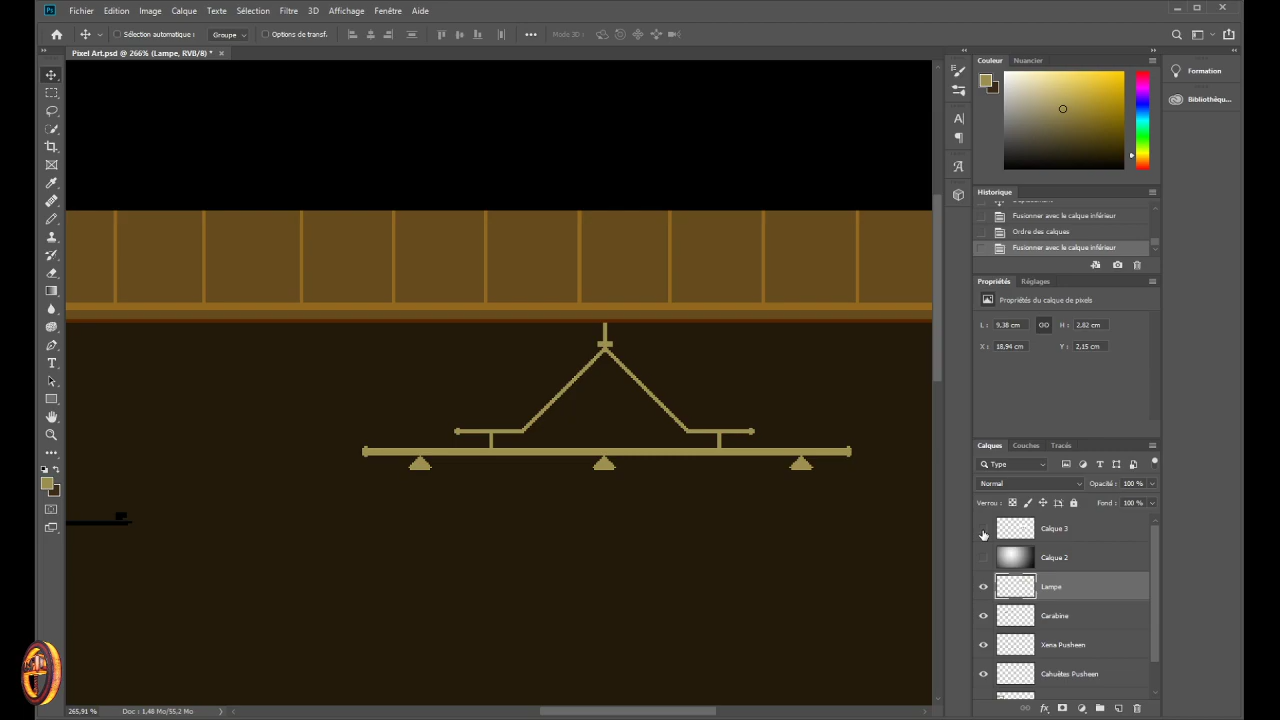 Ps Fichier Edition Image Calque Texte Sélection Filtre 3D Affichage Fenêtre Aide
Sélection automatique : Groupe Options de transf. Mode 3D :
Pixel Art.psd @ 266% (Lampe, RVB/8) * ×
Couleur Nuancier
Formation
Bibliothèqu...
Historique
Fusionner avec le calque inférieur
Ordre des calques
Fusionner avec le calque inférieur
Propriétés Réglages
Propriétés du calque de pixels
L : 9,38 cm H : 2,82 cm
X : 18,94 cm Y : 2,15 cm
Calques Couches Tracés
Type
Normal Opacité : 100 %
Verrou : Fond : 100 %
Calque 3
Calque 2
Lampe
Carabine
Xena Pusheen
Cahuètes Pusheen
265,91 % Doc : 1,48 Mo/55,2 Mo